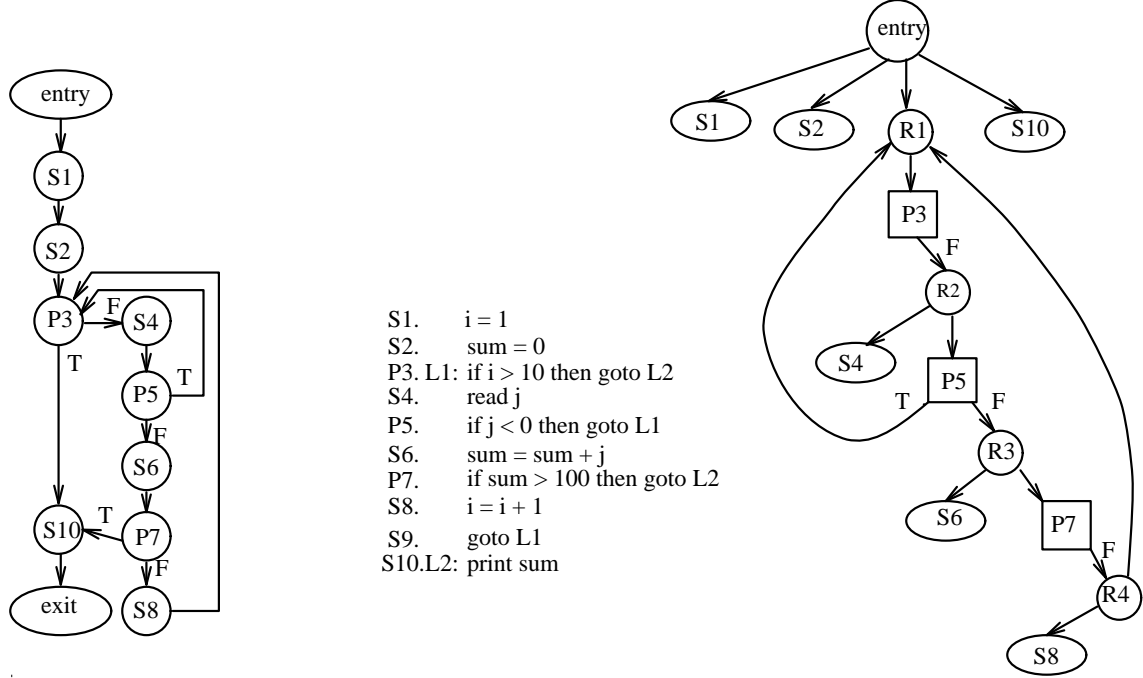 entry
S1
S2
P3
F
S4
T
P5
T
F
S6
S10
T
P7
F
exit
S8
S1. i = 1
S2. sum = 0
P3. L1: if i > 10 then goto L2
S4. read j
P5. if j < 0 then goto L1
S6. sum = sum + j
P7. if sum > 100 then goto L2
S8. i = i + 1
S9. goto L1
S10.L2: print sum
entry
S1
S2
R1
S10
P3
F
R2
S4
P5
T
F
R3
S6
P7
F
R4
S8